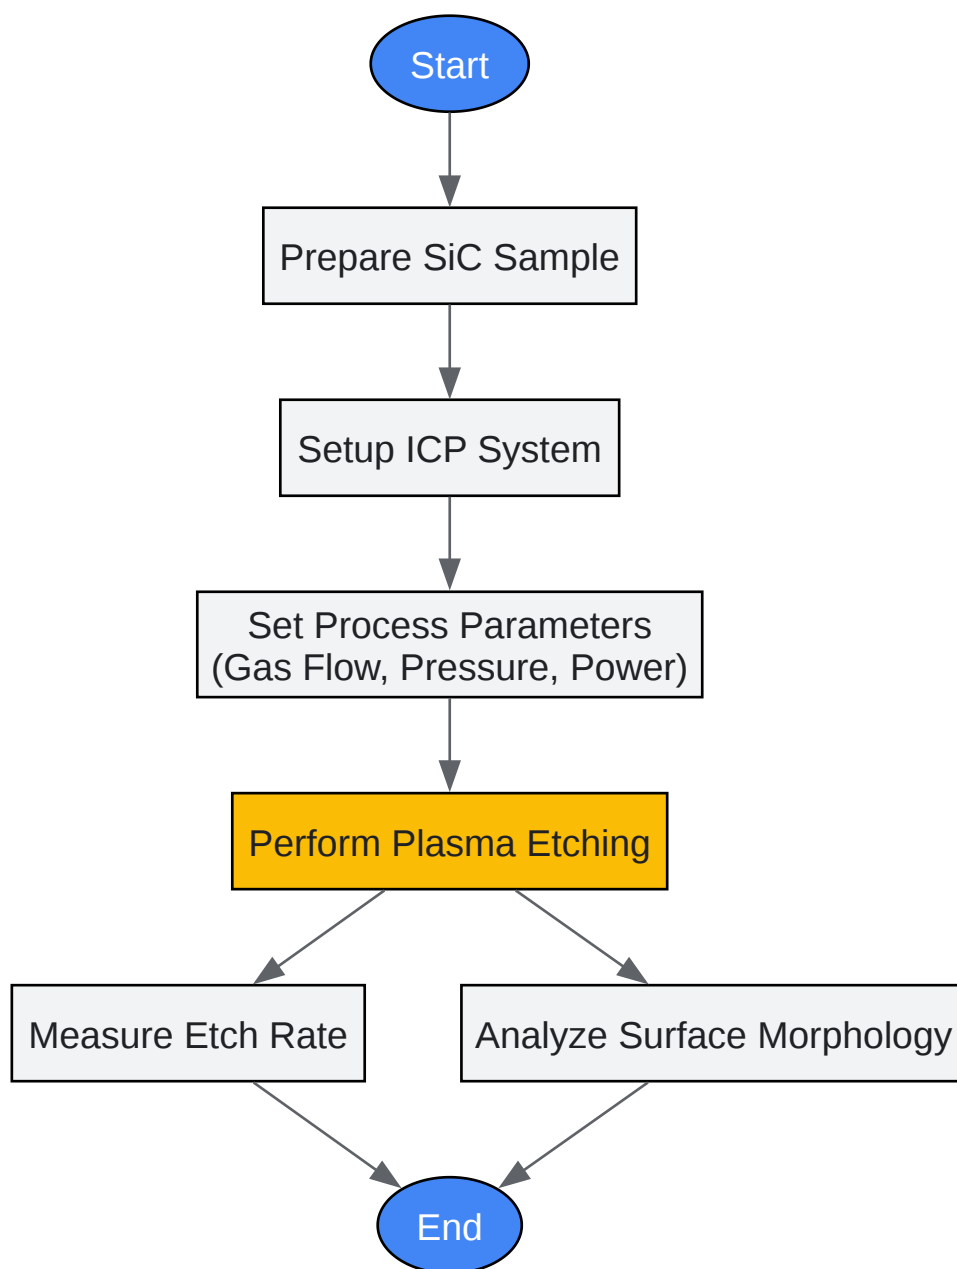 Start
Prepare SiC Sample
Setup ICP System
Set Process Parameters
(Gas Flow, Pressure, Power)
Perform Plasma Etching
Measure Etch Rate
Analyze Surface Morphology
End